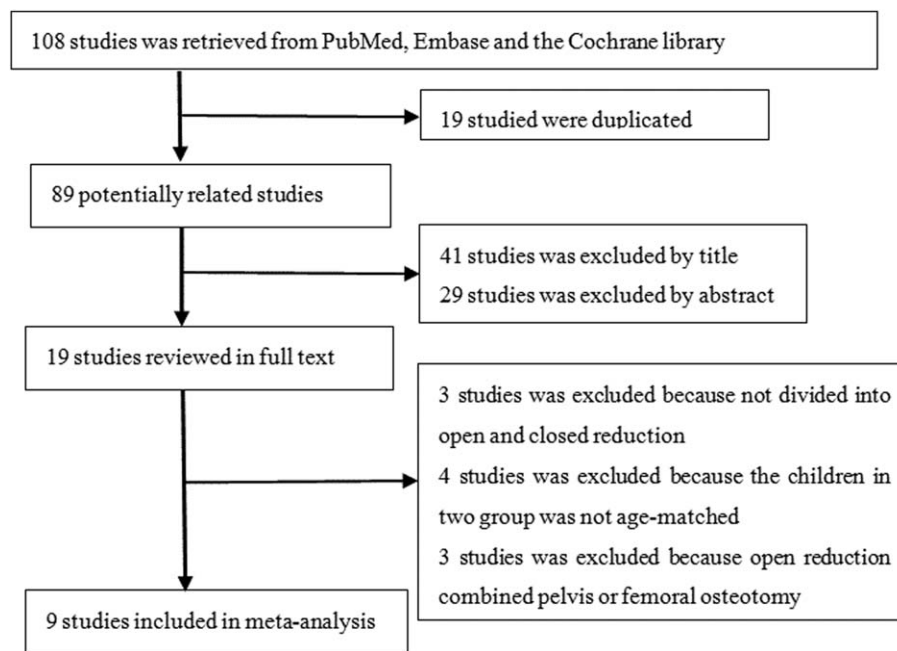 108 studies was retrieved from PubMed, Embase and the Cochrane library
19 studied were duplicated
89 potentially related studies
41 studies was excluded by title
29 studies was excluded by abstract
19 studies reviewed in full text
3 studies was excluded because not divided into
open and closed reduction
4 studies was excluded because the children in
two group was not age-matched
3 studies was excluded because open reduction
combined pelvis or femoral osteotomy
9 studies included in meta-analysis